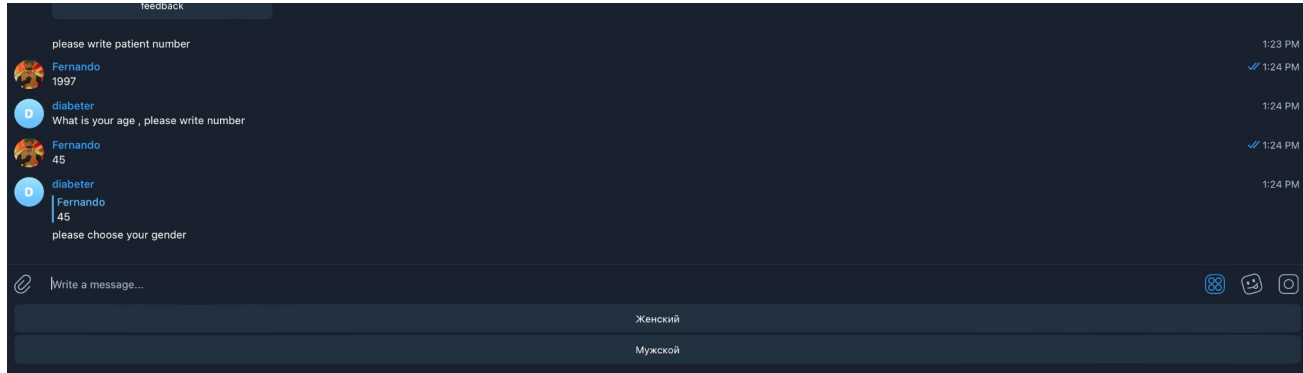 feedback
please write patient number
1:23 PM
Fernando
1:24 PM
1997
diabeter
1:24 PM
D
What is your age , please write number
Fernando
1:24 PM
45
diabeter
1:24 PM
D
Fernando
45
please choose your gender
Write a message...
Женский
Мужской